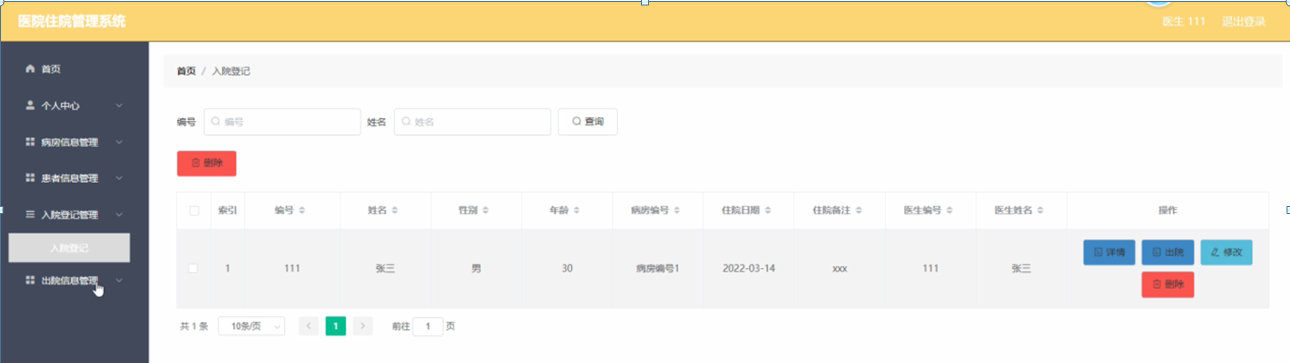 医院住院管理系统
医生 111 退出登录
首页
个人中心
病房信息管理
患者信息管理
入院登记管理
入院登记
出院信息管理
首页 / 入院登记
编号 编号 姓名 姓名 查询
删除
索引 编号 姓名 性别 年龄 病房编号 住院日期 住院备注 医生编号 医生姓名 操作
1 111 张三 男 30 病房编号1 2022-03-14 xxx 111 张三 详情 出院 修改
删除
共 1 条 10条/页 1 前往 1 页